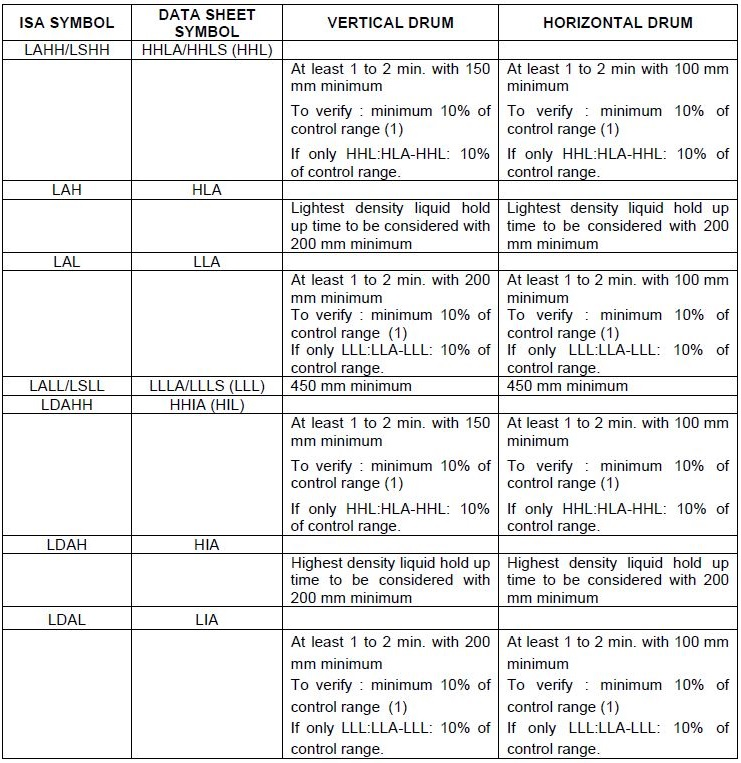 ISA SYMBOL
DATA SHEET
SYMBOL
VERTICAL DRUM
HORIZONTAL DRUM
LAHH/LSHH
HHLA/HHLS (HHL)
At least 1 to 2 min. with 150
mm minimum
To verify : minimum 10% of
control range (1)
If only HHL:HLA-HHL: 10%
of control range.
At least 1 to 2 min with 100 mm
minimum
To verify : minimum 10% of
control range (1)
If only HHL:HLA-HHL: 10% of
control range.
LAH
HLA
Lightest density liquid hold
up time to be considered with
200 mm minimum
Lightest density liquid hold up
time to be considered with 200
mm minimum
LAL
LLA
At least 1 to 2 min. with 200
mm minimum
To verify : minimum 10% of
control range (1)
If only LLL:LLA-LLL: 10% of
control range.
At least 1 to 2 min. with 100 mm
minimum
To verify : minimum 10% of
control range (1)
If only LLL:LLA-LLL: 10% of
control range.
LALL/LSLL
LLLA/LLLS (LLL)
450 mm minimum
450 mm minimum
LDAHH
HHIA (HIL)
At least 1 to 2 min. with 150
mm minimum
To verify : minimum 10% of
control range (1)
If only HHL:HLA-HHL: 10%
of control range.
At least 1 to 2 min. with 100 mm
minimum
To verify : minimum 10% of
control range (1)
If only HHL:HLA-HHL: 10% of
control range.
LDAH
HIA
Highest density liquid hold up
time to be considered with
200 mm minimum
Highest density liquid hold up
time to be considered with 200
mm minimum
LDAL
LIA
At least 1 to 2 min. with 200
mm minimum
To verify : minimum 10% of
control range (1)
If only LLL:LLA-LLL: 10% of
control range.
At least 1 to 2 min. with 100 mm
minimum
To verify : minimum 10% of
control range (1)
If only LLL:LLA-LLL: 10% of
control range.